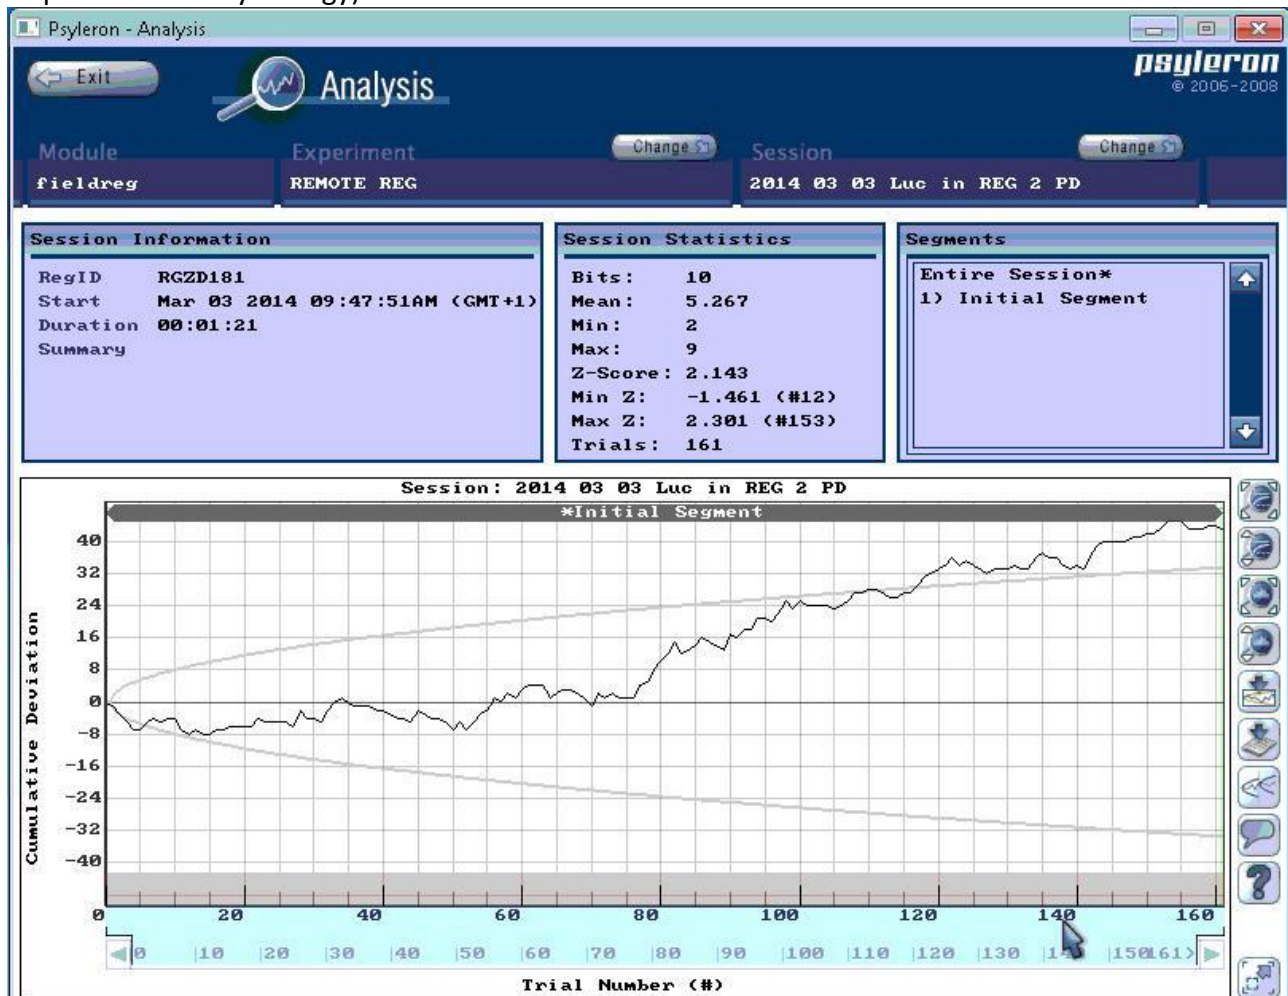 Psyleron - Analysis
Exit
Analysis
psyleron
© 2006-2008
Module
Experiment
Change
Session
Change
fieldreg
REMOTE REG
2014 03 03 Luc in REG 2 PD
Session Information
RegID RGZD181
Start Mar 03 2014 09:47:51AM (GMT+1)
Duration 00:01:21
Summary
Session Statistics
Bits: 10
Mean: 5.267
Min: 2
Max: 9
Z-Score: 2.143
Min Z: -1.461 (#12)
Max Z: 2.301 (#153)
Trials: 161
Segments
Entire Session*
1) Initial Segment
Session: 2014 03 03 Luc in REG 2 PD
*Initial Segment
Cumulative Deviation
40
32
24
16
8
0
-8
-16
-24
-32
-40
0 20 40 60 80 100 120 140 160
0 |10 |20 |30 |40 |50 |60 |70 |80 |90 |100 |110 |120 |130 |150 161>
Trial Number (#)